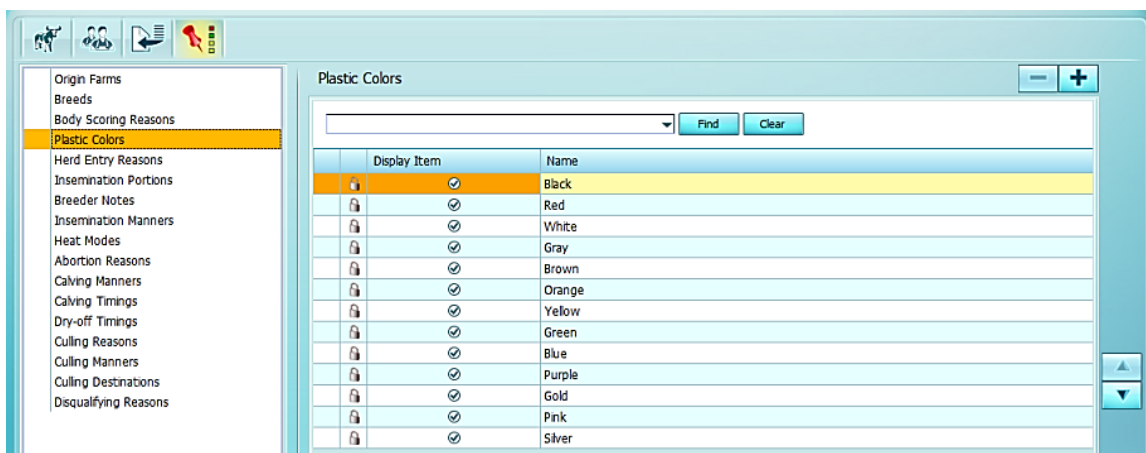 Origin Farms
Breeds
Body Scoring Reasons
Plastic Colors
Herd Entry Reasons
Insemination Portions
Breeder Notes
Insemination Manners
Heat Modes
Abortion Reasons
Calving Manners
Calving Timings
Dry-off Timings
Culling Reasons
Culling Manners
Culling Destinations
Disqualifying Reasons
Plastic Colors
Find Clear
Display Item Name
Black
Red
White
Gray
Brown
Orange
Yellow
Green
Blue
Purple
Gold
Pink
Silver